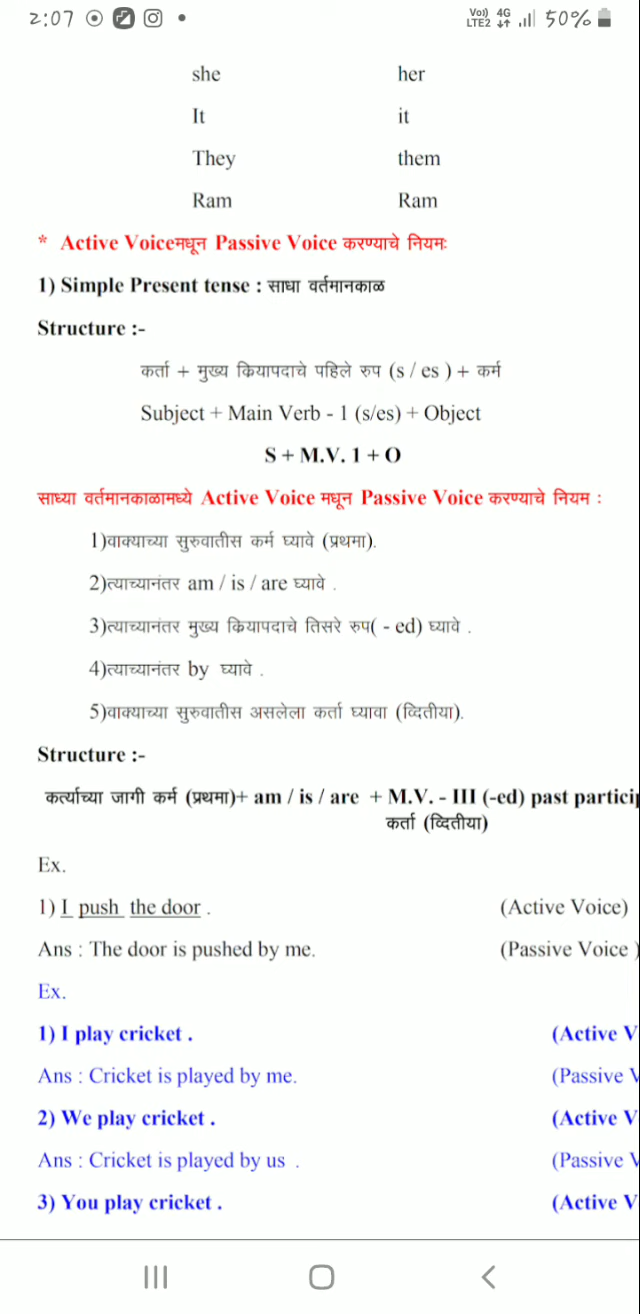 2:07 Vo)) LTE2 4G 50%
she her
It it
They them
Ram Ram
* Active Voiceमधून Passive Voice करण्याचे नियमः
1) Simple Present tense : साधा वर्तमानकाळ
Structure :-
कर्ता + मुख्य कियापदाचे पहिले रुप (s / es ) + कर्म
Subject + Main Verb - 1 (s/es) + Object
S + M.V. 1 + O
साध्या वर्तमानकाळामध्ये Active Voice मधून Passive Voice करण्याचे नियम :
1)वाक्याच्या सुरुवातीस कर्म घ्यावे (प्रथमा).
2)त्याच्यानंतर am / is / are घ्यावे .
3)त्याच्यानंतर मुख्य कियापदाचे तिसरे रुप( - ed) घ्यावे .
4)त्याच्यानंतर by घ्यावे .
5)वाक्याच्या सुरुवातीस असलेला कर्ता घ्यावा (व्दितीया).
Structure :-
कर्त्याच्या जागी कर्म (प्रथमा)+ am / is / are + M.V. - III (-ed) past particip
कर्ता (व्दितीया)
Ex.
1) I push the door . (Active Voice)
Ans : The door is pushed by me. (Passive Voice )
Ex.
1) I play cricket . (Active V
Ans : Cricket is played by me. (Passive V
2) We play cricket . (Active V
Ans : Cricket is played by us . (Passive V
3) You play cricket . (Active V